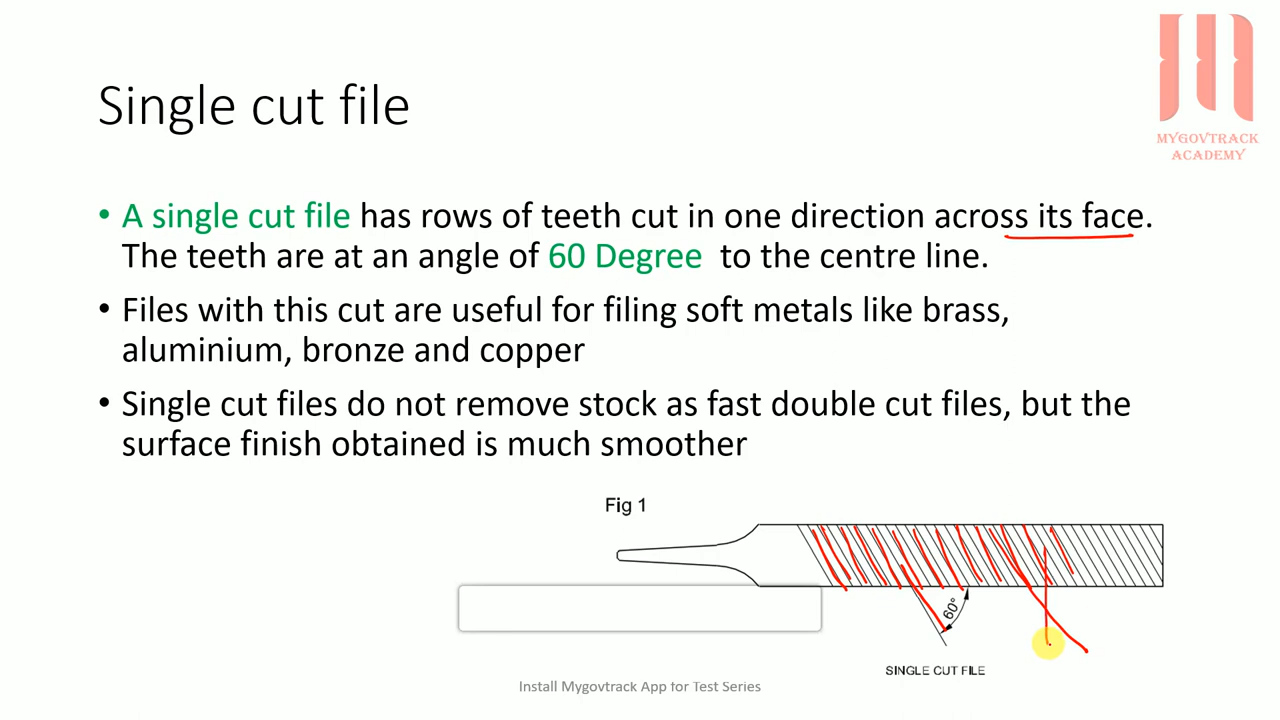 MYGOVTRACK
ACADEMY
Single cut file
• A single cut file has rows of teeth cut in one direction across its face.
The teeth are at an angle of 60 Degree to the centre line.
• Files with this cut are useful for filing soft metals like brass,
aluminium, bronze and copper
• Single cut files do not remove stock as fast double cut files, but the
surface finish obtained is much smoother
Fig 1
60°
SINGLE CUT FILE
Install Mygovtrack App for Test Series